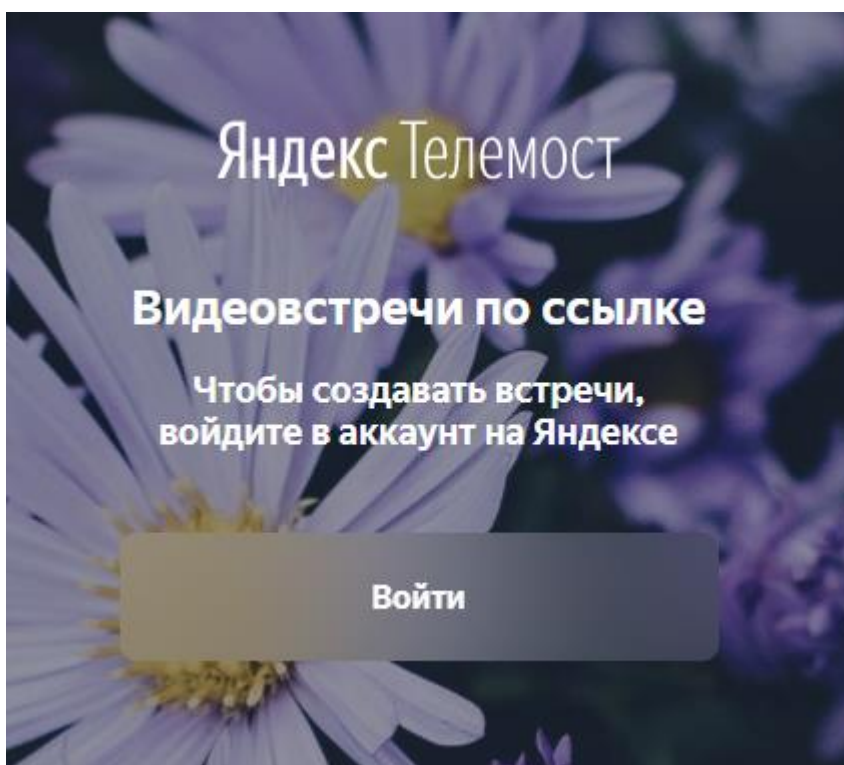 Яндекс Телемост
Видеовстречи по ссылке
Чтобы создавать встречи,
войдите в аккаунт на Яндексе
Войти